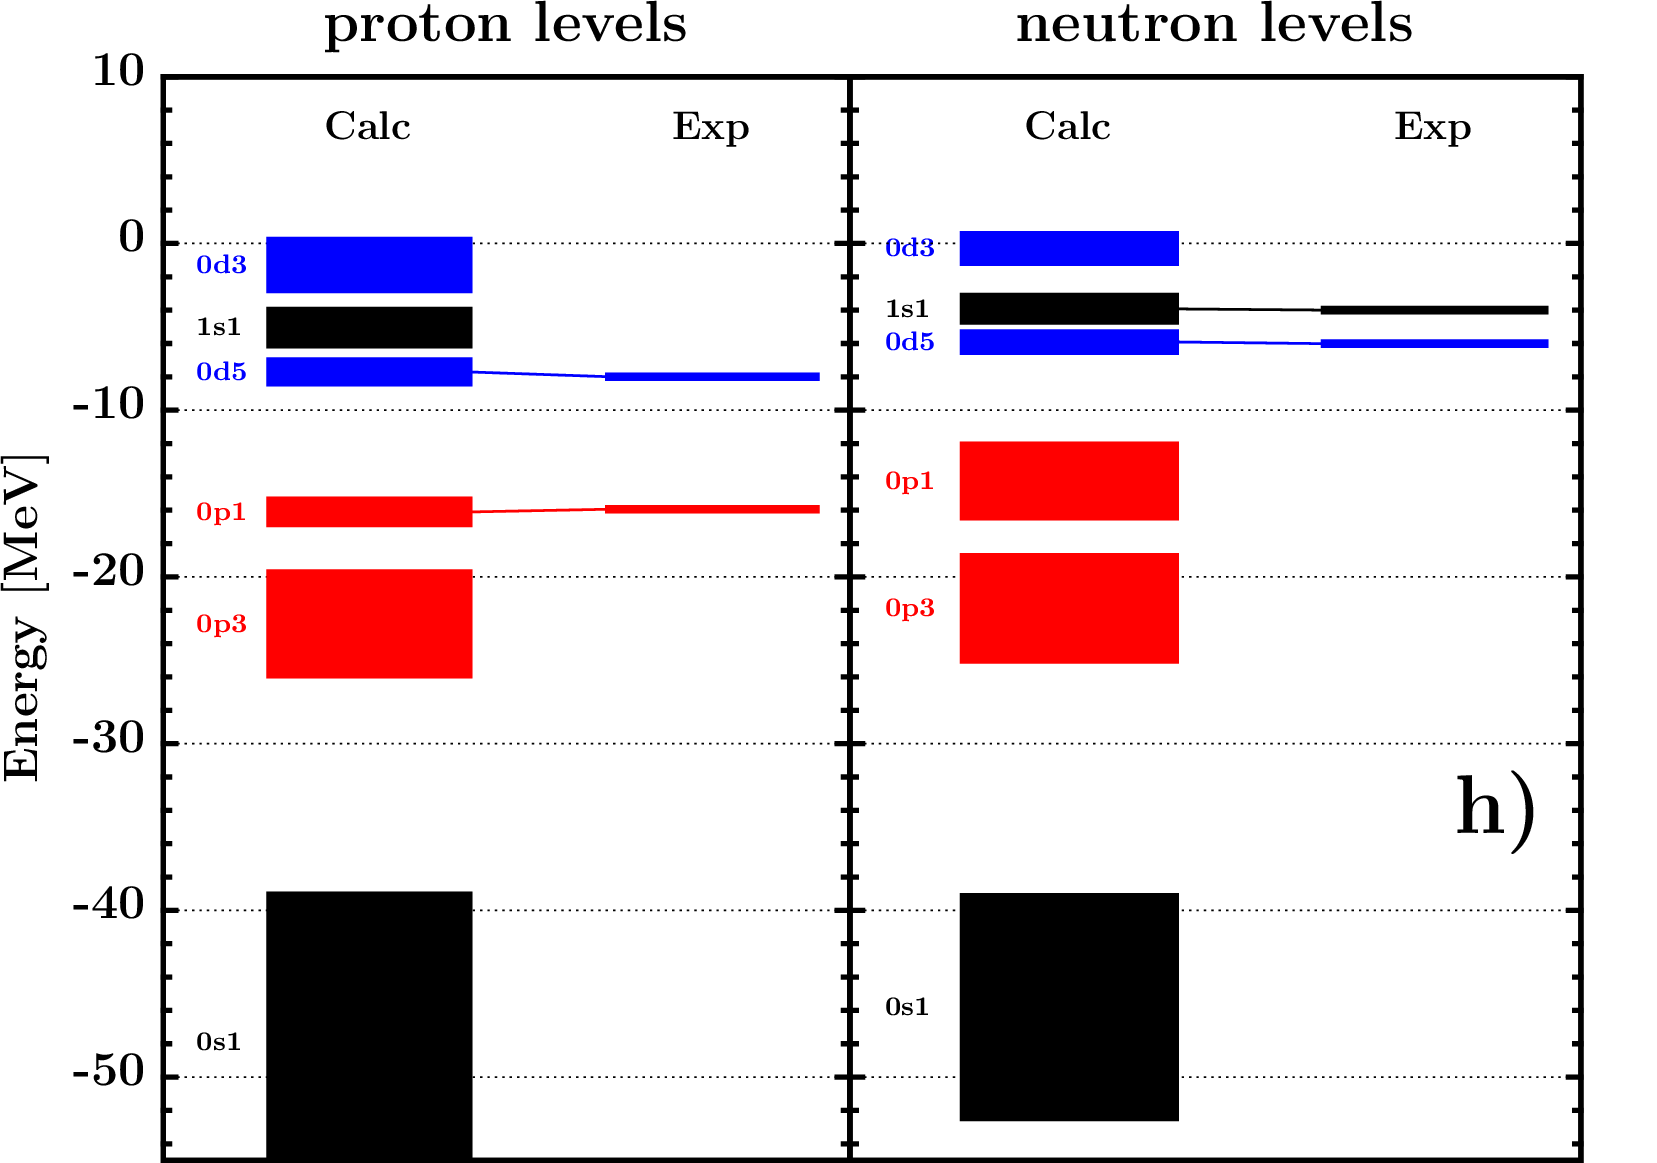 proton levels neutron levels
10
Calc Exp Calc Exp
0
0d3 0d3
1s1 1s1
0d5 0d5
-10
0p1 0p1
-20
0p3 0p3
-30
Energy [MeV]
h)
-40
0s1 0s1
-50